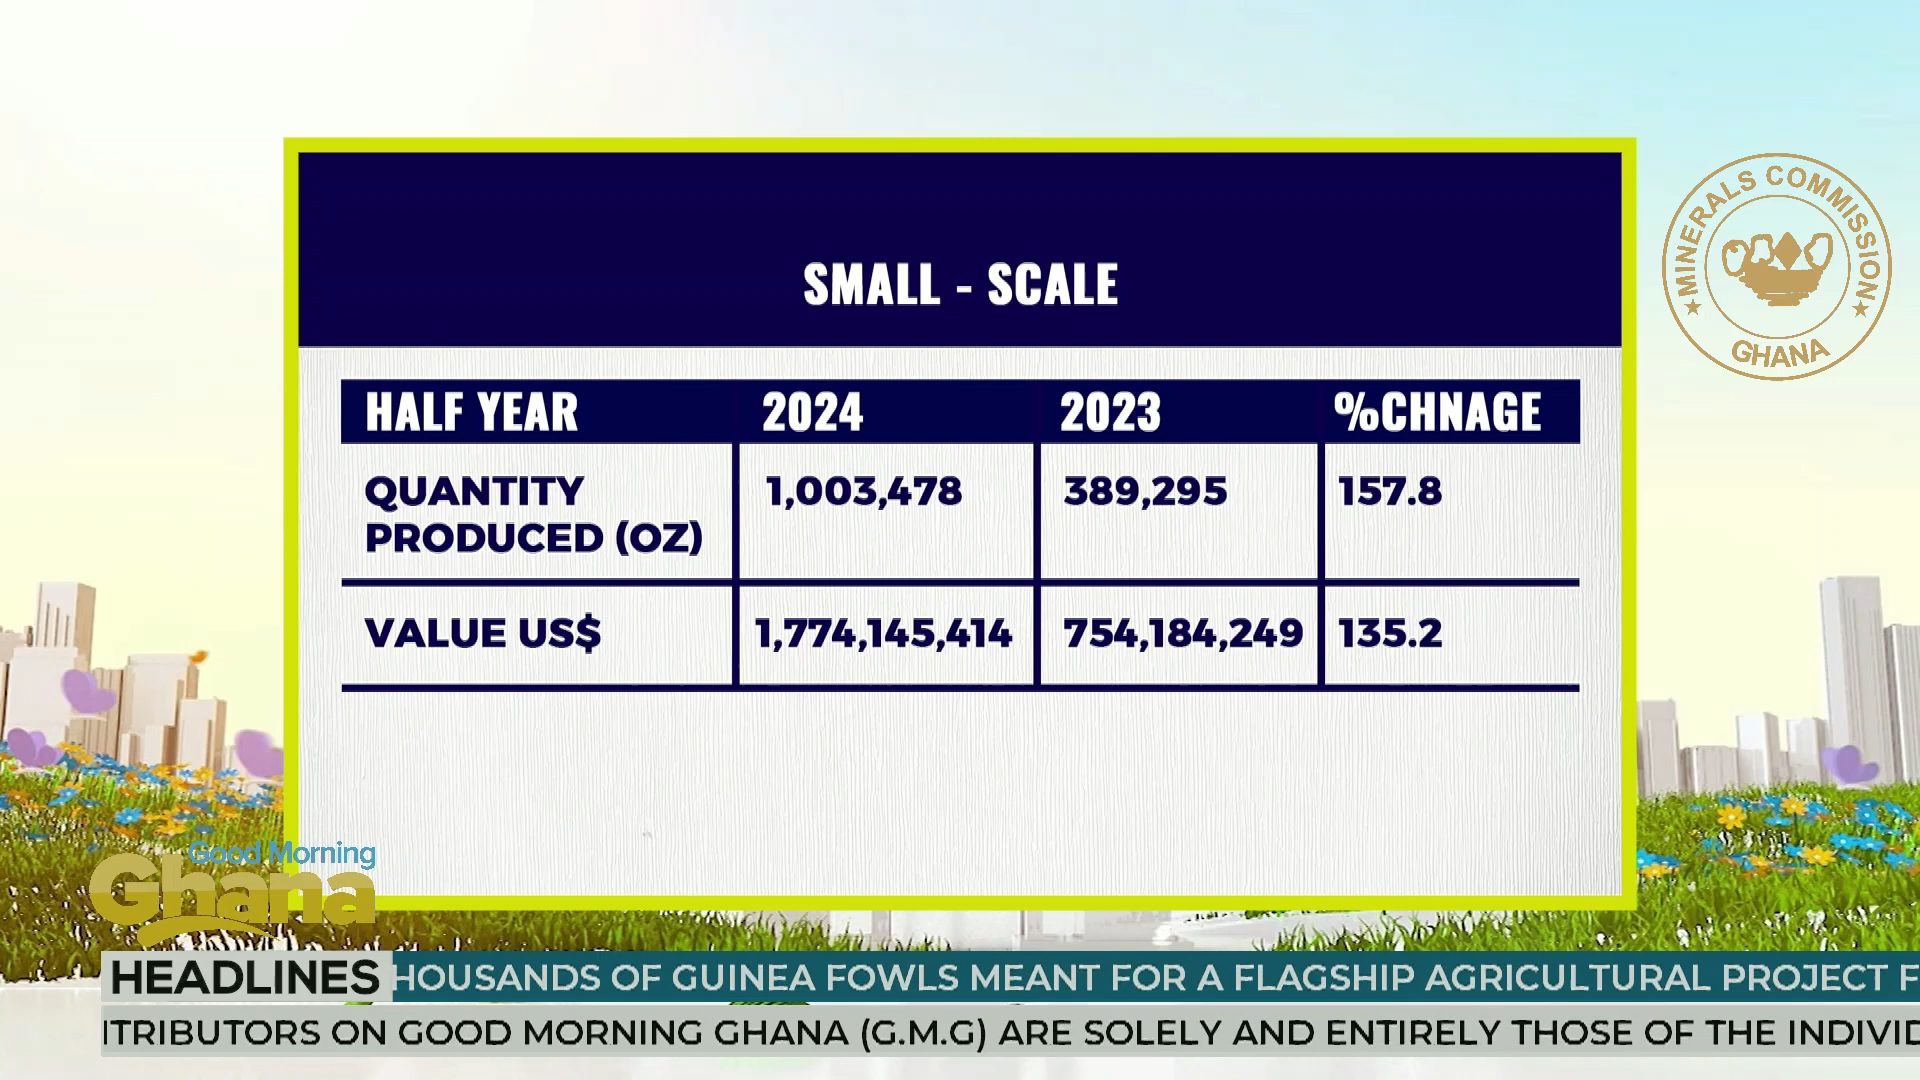 MINERALS COMMISSION
GHANA
SMALL - SCALE
HALF YEAR 2024 2023 %CHNAGE
QUANTITY PRODUCED (OZ) 1,003,478 389,295 157.8
VALUE US$ 1,774,145,414 754,184,249 135.2
Good Morning
Ghana
HEADLINES HOUSANDS OF GUINEA FOWLS MEANT FOR A FLAGSHIP AGRICULTURAL PROJECT F
ITRIBUTORS ON GOOD MORNING GHANA (G.M.G) ARE SOLELY AND ENTIRELY THOSE OF THE INDIVID